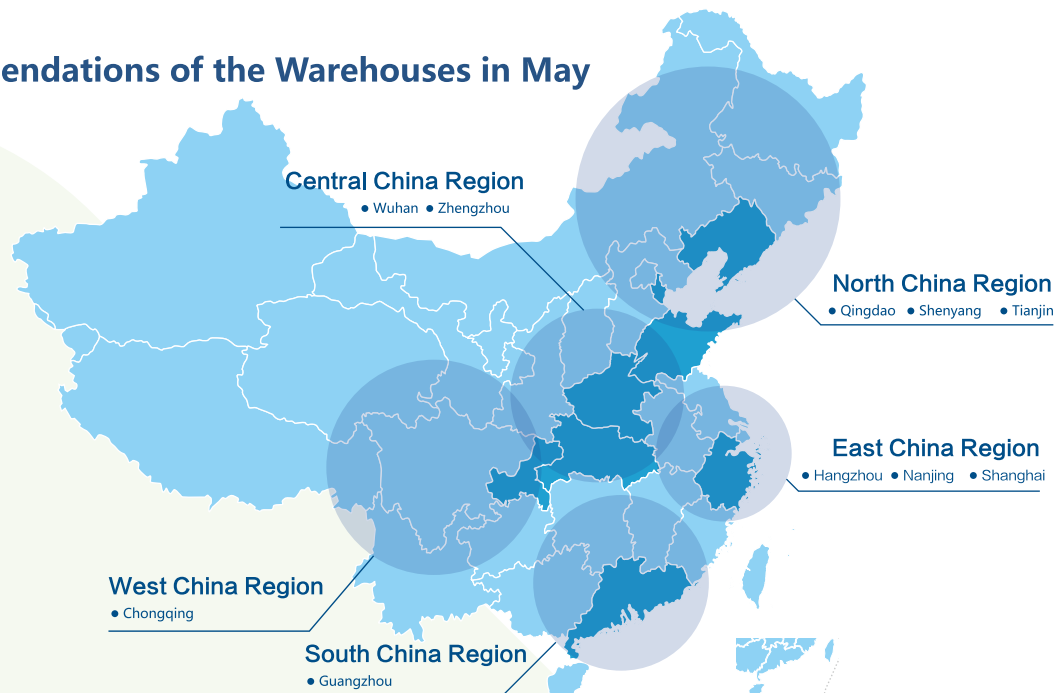 endations of the Warehouses in May
Central China Region
● Wuhan ● Zhengzhou
North China Region
● Qingdao ● Shenyang ● Tianjin
East China Region
● Hangzhou ● Nanjing ● Shanghai
West China Region
● Chongqing
South China Region
● Guangzhou